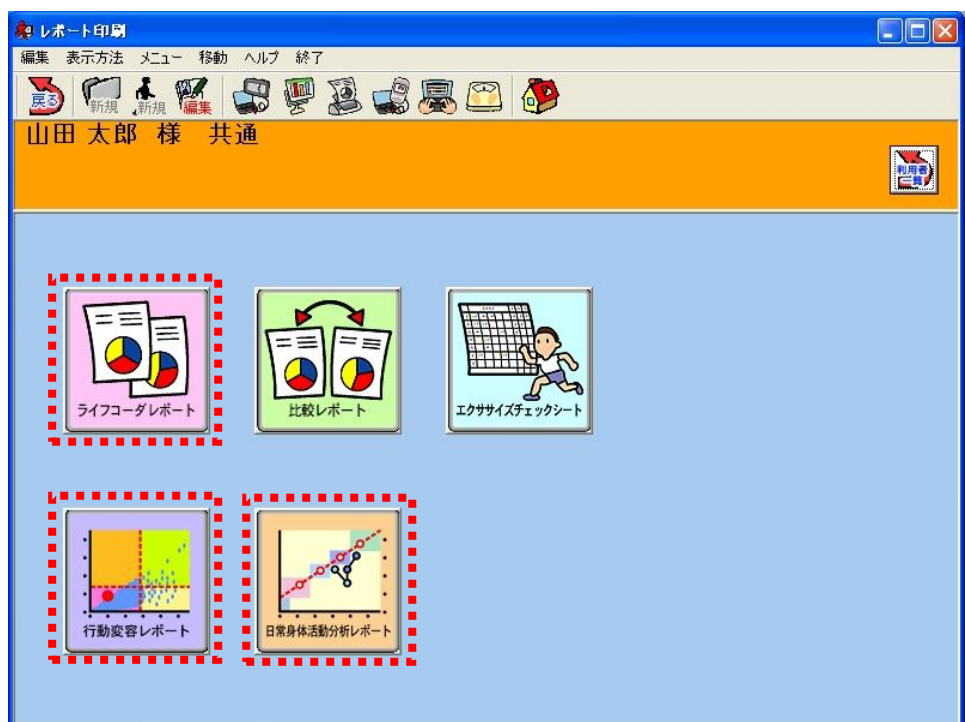 レポート印刷
編集 表示方法 メニュー 移動 ヘルプ 終了
戻る 新規 新規 編集
山田 太郎 様 共通
利用者
一覧
ライフコーダレポート
比較レポート
エクササイズチェックシート
行動変容レポート
日常身体活動分析レポート